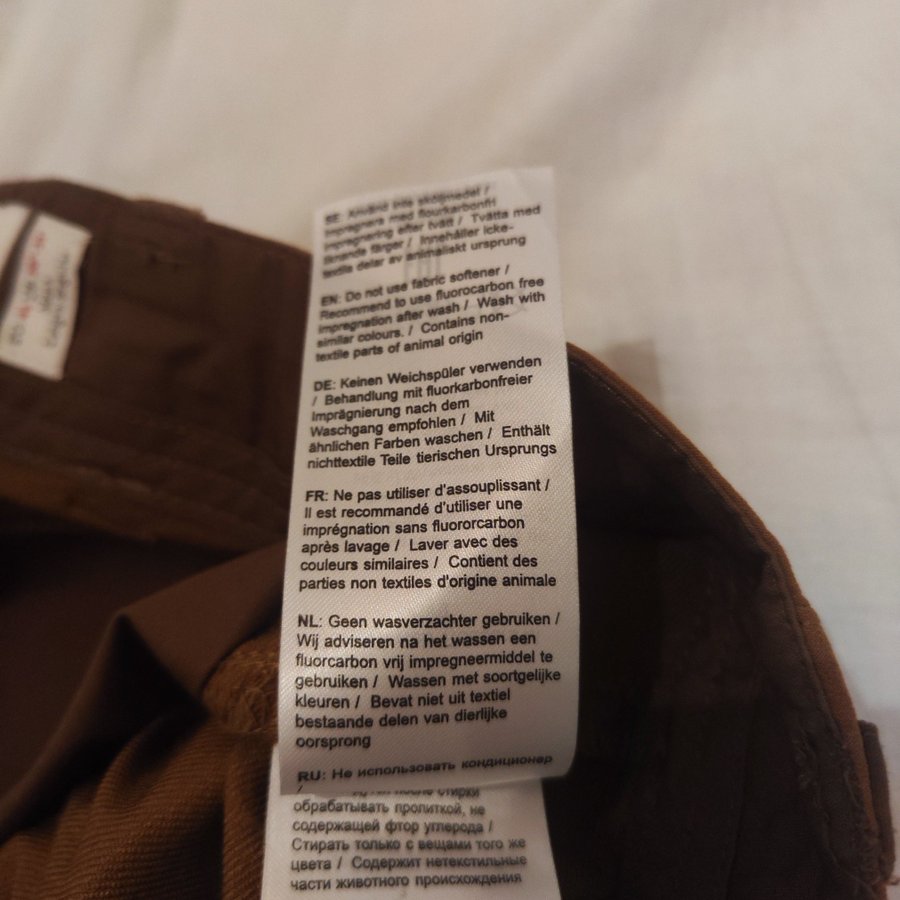 SE: Använd inte sköljmedel /
Impregnera med flourkarbonfri
impregnering efter tvätt / Tvätta med
liknande färger / Innehåller icke-
textila delar av animaliskt ursprung
EN: Do not use fabric softener /
Recommend to use fluorocarbon free
impregnation after wash / Wash with
similar colours. / Contains non-
textile parts of animal origin
DE: Keinen Weichspüler verwenden
/ Behandlung mit fluorkarbonfreier
Imprägnierung nach dem
Waschgang empfohlen / Mit
ähnlichen Farben waschen / Enthält
nichttextile Teile tierischen Ursprungs
FR: Ne pas utiliser d'assouplissant /
Il est recommandé d'utiliser une
imprégnation sans fluororcarbon
après lavage / Laver avec des
couleurs similaires / Contient des
parties non textiles d'origine animale
NL: Geen wasverzachter gebruiken /
Wij adviseren na het wassen een
fluorcarbon vrij impregneermiddel te
gebruiken / Wassen met soortgelijke
kleuren / Bevat niet uit textiel
bestaande delen van dierlijke
oorsprong
RU: Не использовать кондиционер
/ после стирки
обрабатывать пропиткой, не
содержащей фтор углерода /
Стирать только с вещами того же
цвета / Содержит нетекстильные
части животного происхождения